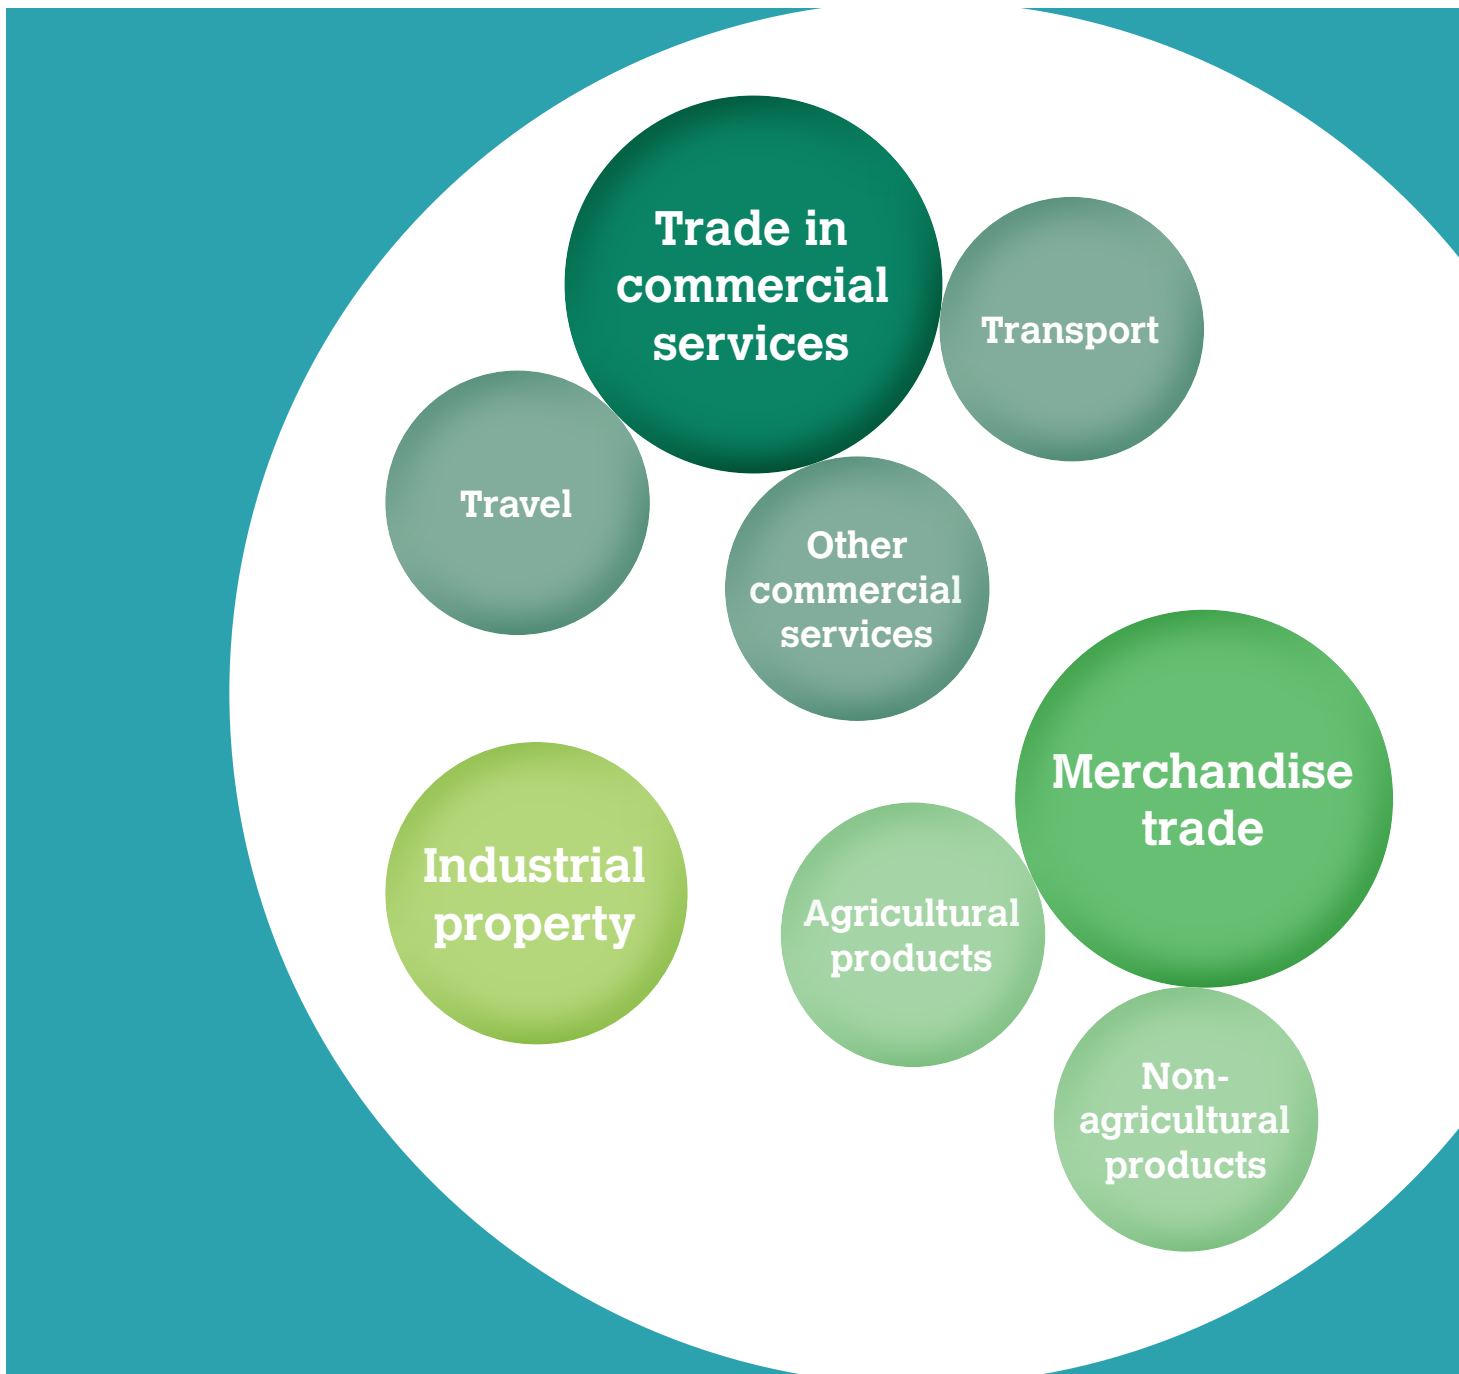 Trade in
commercial
services
Transport
Travel
Other
commercial
services
Merchandise
trade
Industrial
property
Agricultural
products
Non-
agricultural
products